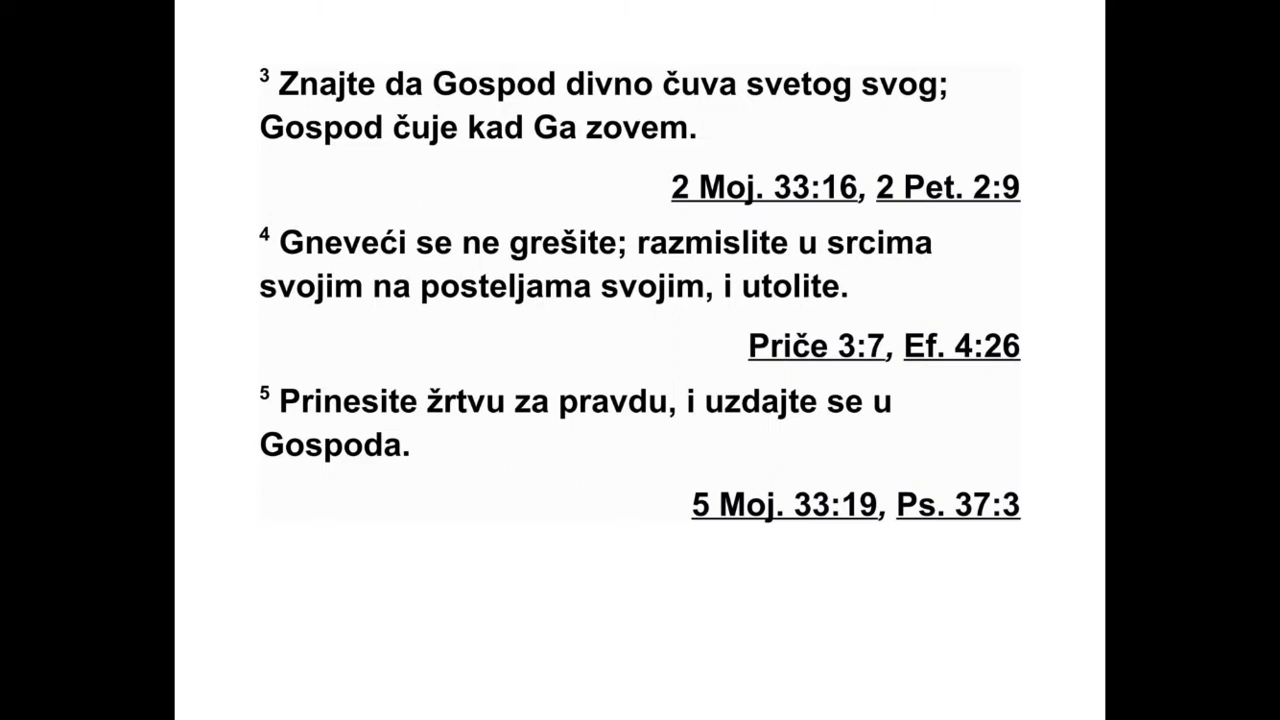 3 Znajte da Gospod divno čuva svetog svog;
Gospod čuje kad Ga zovem.
2 Moj. 33:16, 2 Pet. 2:9
4 Gneveći se ne grešite; razmislite u srcima
svojim na posteljama svojim, i utolite.
Priče 3:7, Ef. 4:26
5 Prinesite žrtvu za pravdu, i uzdajte se u
Gospoda.
5 Moj. 33:19, Ps. 37:3